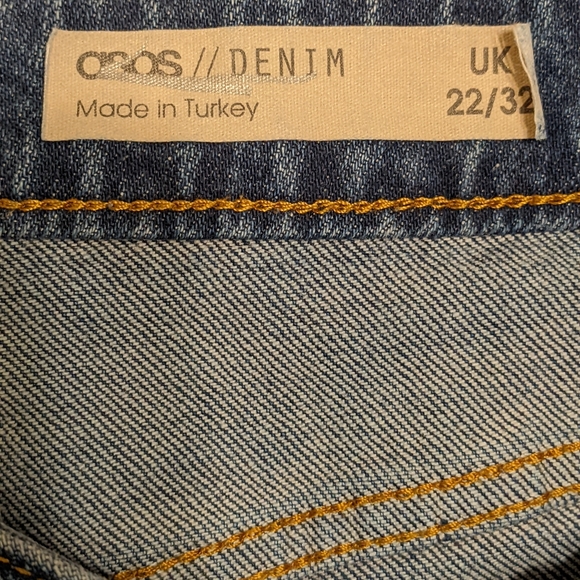 asos // DENIM
Made in Turkey
UK
22/32